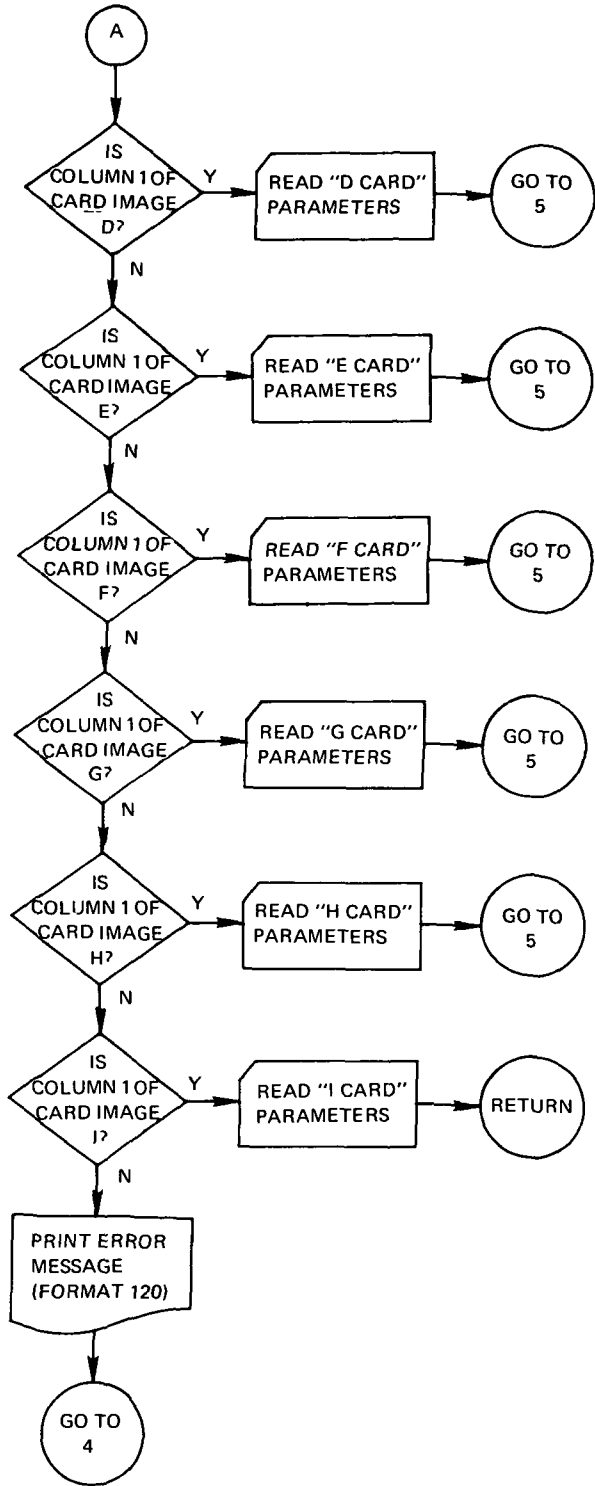 A
IS
COLUMN 1 OF
CARD IMAGE
D?
Y
READ "D CARD"
PARAMETERS
GO TO
5
N
IS
COLUMN 1 OF
CARD IMAGE
E?
Y
READ "E CARD"
PARAMETERS
GO TO
5
N
IS
COLUMN 1 OF
CARD IMAGE
F?
Y
READ "F CARD"
PARAMETERS
GO TO
5
N
IS
COLUMN 1 OF
CARD IMAGE
G?
Y
READ "G CARD"
PARAMETERS
GO TO
5
N
IS
COLUMN 1 OF
CARD IMAGE
H?
Y
READ "H CARD"
PARAMETERS
GO TO
5
N
IS
COLUMN 1 OF
CARD IMAGE
I?
Y
READ "I CARD"
PARAMETERS
RETURN
N
PRINT ERROR
MESSAGE
(FORMAT 120)
GO TO
4